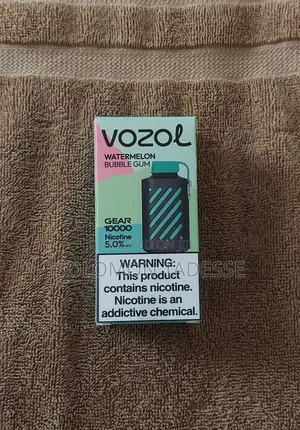 VOZOL
WATERMELON
BUBBLE GUM
GEAR
10000
Nicotine
5.0%
WARNING:
This product
contains nicotine.
Nicotine is an
addictive chemical.